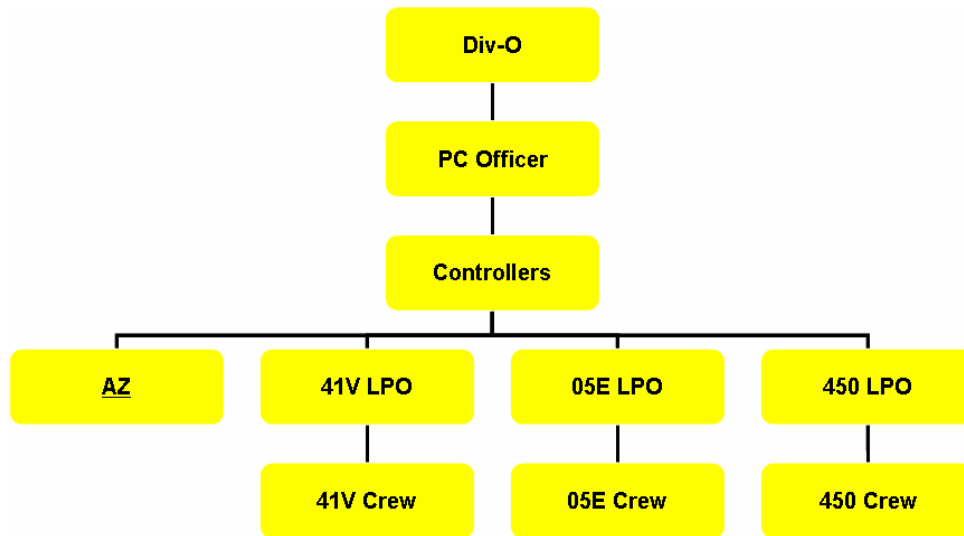 Div-O
PC Officer
Controllers
AZ
41V LPO
05E LPO
450 LPO
41V Crew
05E Crew
450 Crew